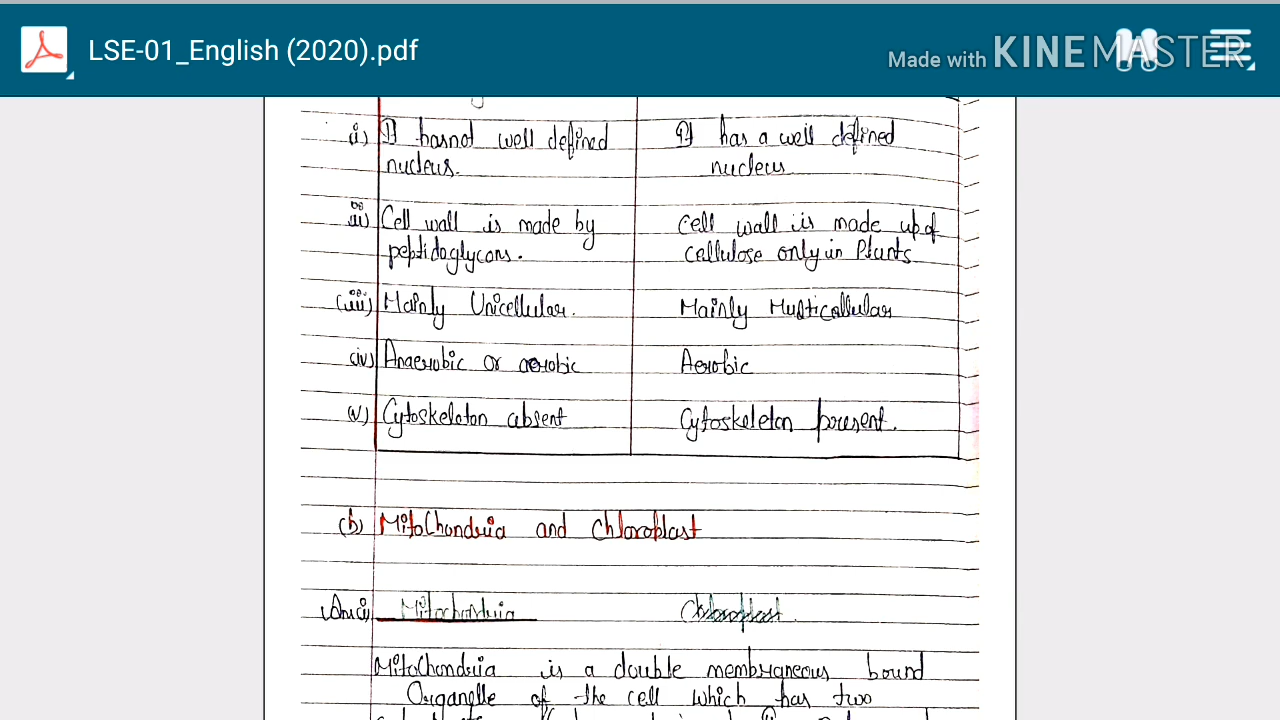 LSE-01_English (2020).pdf
Made with KINEMASTER
(i) It hasnot well defined It has a well defined
nucleus. nucleus
(ii) Cell wall is made by cell wall is made up of
peptidoglycans. cellulose only in Plants
(iii) Mainly Unicellular. Mainly Multicellular
(iv) Anaerobic or aerobic Aerobic
(v) Cytoskeleton absent Cytoskeleton present.
(b) Mitochondria and Chloroplast
Ans) Mitochondria Chloroplast.
Mitochondria is a double membraneous bound
Organelle of the cell which has two